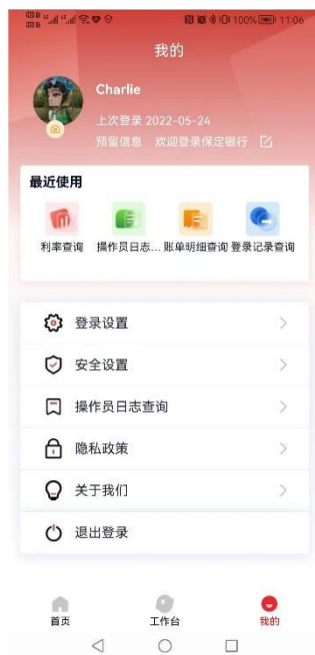 100% 11:06
我的
Charlie
上次登录 2022-05-24
预留信息 欢迎登录保定银行
最近使用
利率查询 操作员日志... 账单明细查询 登录记录查询
登录设置
安全设置
操作员日志查询
隐私政策
关于我们
退出登录
首页 工作台 我的